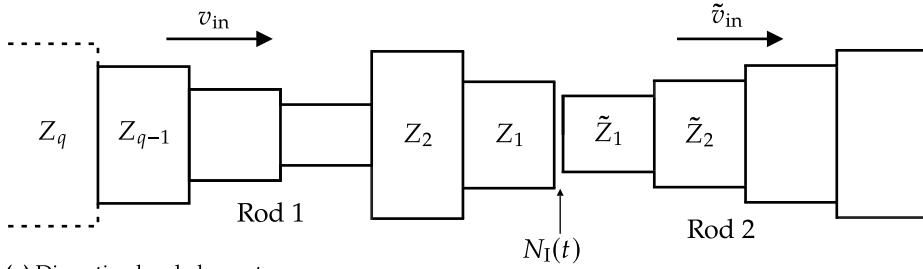 v_in ṽ_in
Z_q Z_{q−1} Z_2 Z_1 Z̃_1 Z̃_2
Rod 1 Rod 2
N_I(t)